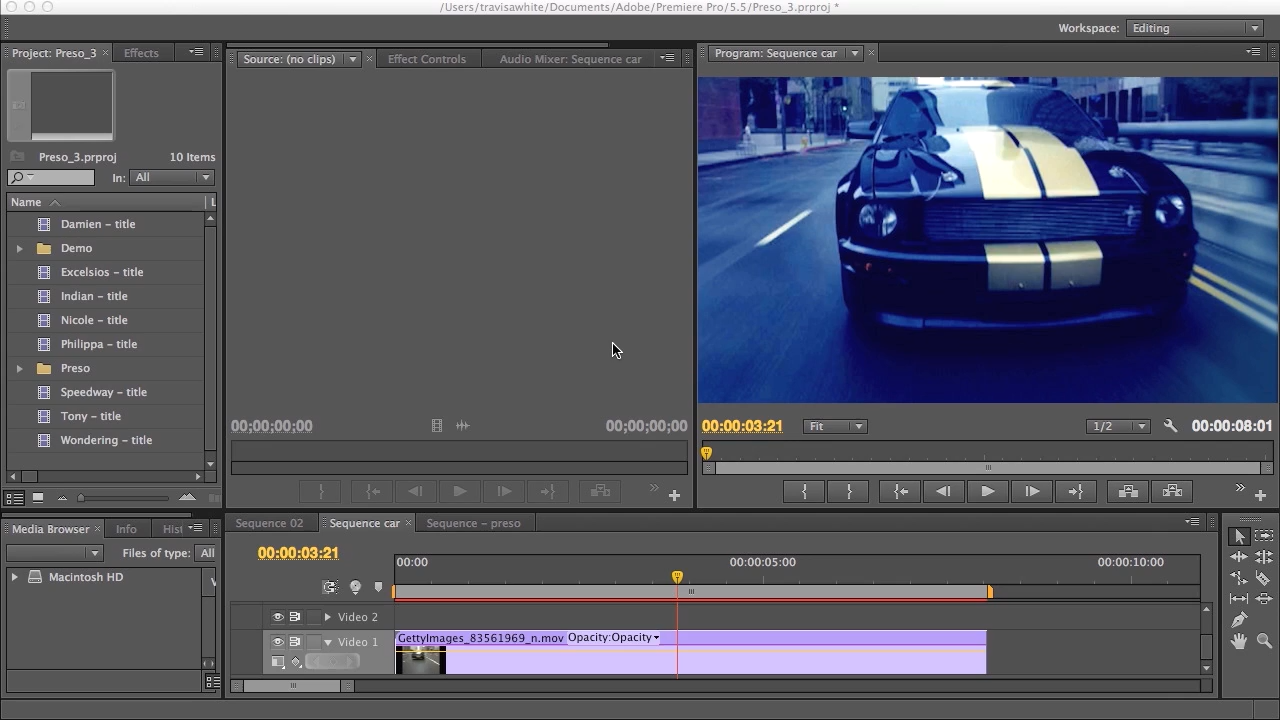 /Users/travisawhite/Documents/Adobe/Premiere Pro/5.5/Preso_3.prproj *
Workspace: Editing
Project: Preso_3
Effects
Preso_3.prproj
10 Items
In: All
Name
L
Damien - title
Demo
Excelsios - title
Indian - title
Nicole - title
Philippa - title
Preso
Speedway - title
Tony - title
Wondering - title
Source: (no clips)
Effect Controls
Audio Mixer: Sequence car
00;00;00;00
00;00;00;00
Program: Sequence car
00:00:03:21
Fit
1/2
00:00:08:01
Media Browser
Info
Hist
Files of type: All
Macintosh HD
Sequence 02
Sequence car
Sequence - preso
00:00:03:21
00:00
00:00:05:00
00:00:10:00
Video 2
Video 1
GettyImages_83561969_n.mov Opacity:Opacity